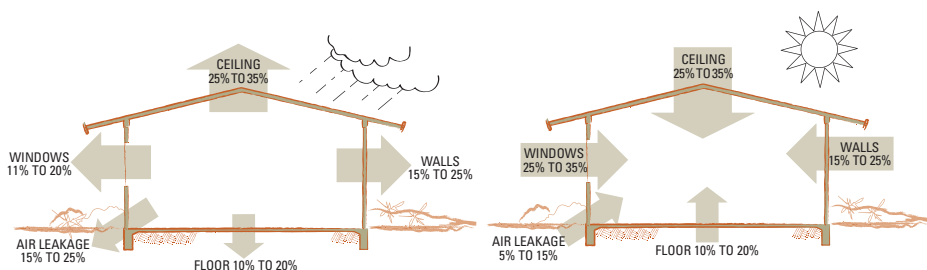 CEILING
25% TO 35%
WINDOWS
11% TO 20%
WALLS
15% TO 25%
AIR LEAKAGE
15% TO 25%
FLOOR 10% TO 20%
CEILING
25% TO 35%
WINDOWS
25% TO 35%
WALLS
15% TO 25%
AIR LEAKAGE
5% TO 15%
FLOOR 10% TO 20%